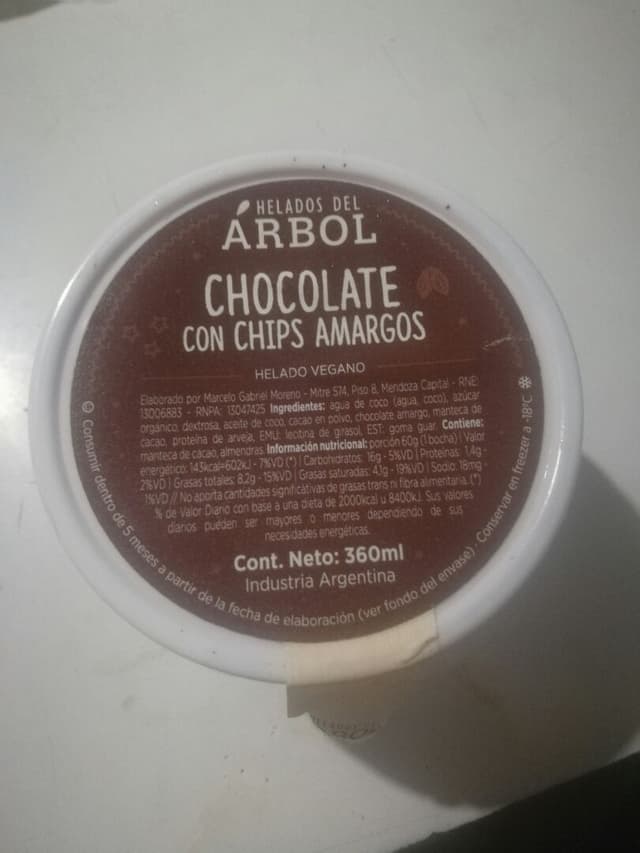 HELADOS DEL
ÁRBOL
CHOCOLATE
CON CHIPS AMARGOS
HELADO VEGANO
Elaborado por Marcelo Gabriel Moreno - Mitre 574, Piso 8, Mendoza Capital - RNE:
13006883 - RNPA: 13047425 Ingredientes: agua de coco (agua, coco), azúcar
orgánico, dextrosa, aceite de coco, cacao en polvo, chocolate amargo, manteca de
cacao, proteína de arveja, EMU: lecitina de girasol, EST: goma guar. Contiene:
manteca de cacao, almendras. Información nutricional: porción 60g (1 bocha) | Valor
energético: 143kcal=602kJ - 7%VD (*) | Carbohidratos: 16g - 5%VD | Proteínas: 1,4g -
2%VD | Grasas totales: 8,2g - 15%VD | Grasas saturadas: 4,1g - 19%VD | Sodio: 18mg -
1%VD // No aporta cantidades significativas de grasas trans ni fibra alimentaria. (*)
% de Valor Diario con base a una dieta de 2000kcal u 8400kJ. Sus valores
diarios pueden ser mayores o menores dependiendo de sus
necesidades energéticas.
Cont. Neto: 360ml
Industria Argentina
Consumir dentro de 5 meses a partir de la fecha de elaboración (ver fondo del envase). Conservar en freezer a -18°C